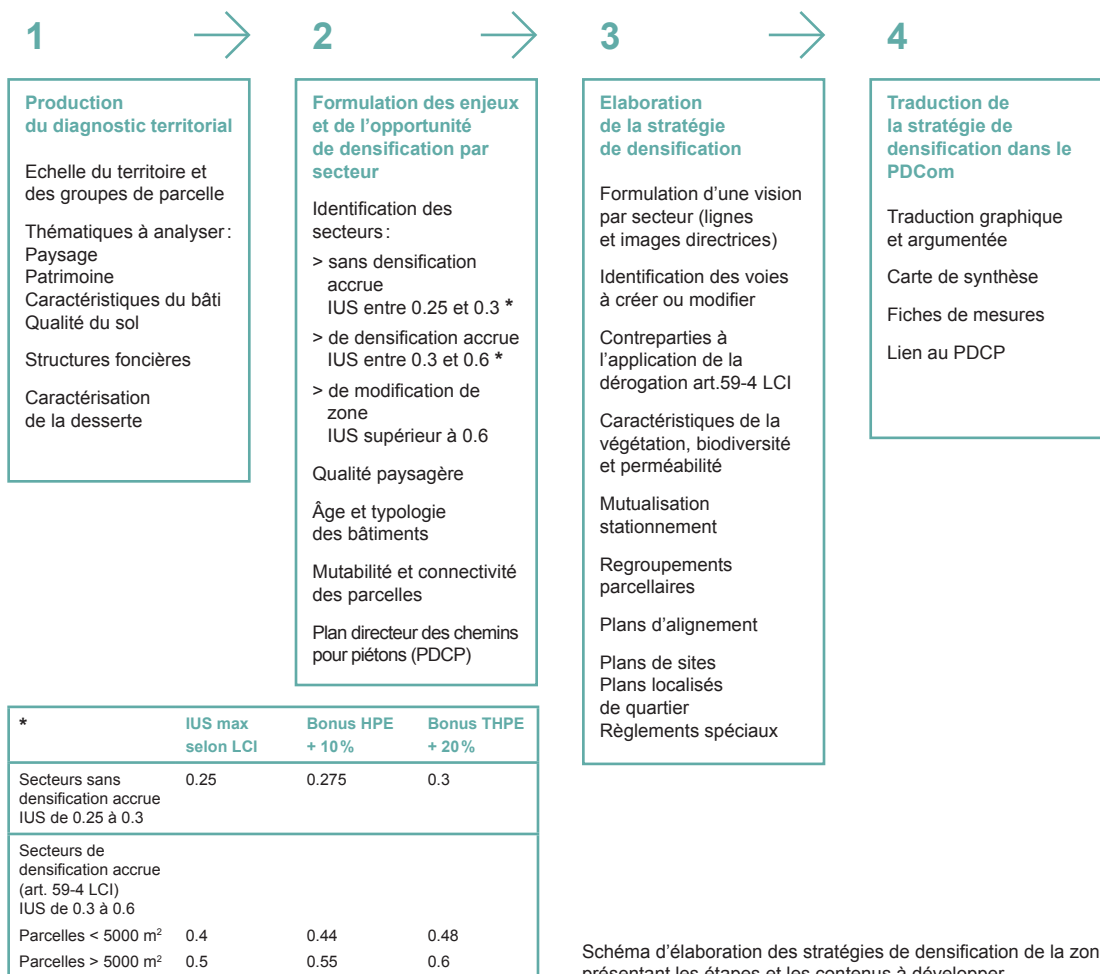 1
Production
du diagnostic territorial
Echelle du territoire et
des groupes de parcelle
Thématiques à analyser :
Paysage
Patrimoine
Caractéristiques du bâti
Qualité du sol
Structures foncières
Caractérisation
de la desserte
2
Formulation des enjeux
et de l’opportunité
de densification par
secteur
Identification des
secteurs :
> sans densification
accrue
IUS entre 0.25 et 0.3 *
> de densification accrue
IUS entre 0.3 et 0.6 *
> de modification de
zone
IUS supérieur à 0.6
Qualité paysagère
Âge et typologie
des bâtiments
Mutabilité et connectivité
des parcelles
Plan directeur des chemins
pour piétons (PDCP)
3
Elaboration
de la stratégie
de densification
Formulation d’une vision
par secteur (lignes
et images directrices)
Identification des voies
à créer ou modifier
Contreparties à
l’application de la
dérogation art.59-4 LCI
Caractéristiques de la
végétation, biodiversité
et perméabilité
Mutualisation
stationnement
Regroupements
parcellaires
Plans d’alignement
Plans de sites
Plans localisés
de quartier
Règlements spéciaux
4
Traduction de
la stratégie de
densification dans le
PDCom
Traduction graphique
et argumentée
Carte de synthèse
Fiches de mesures
Lien au PDCP
* IUS max Bonus HPE Bonus THPE
selon LCI + 10% + 20%
Secteurs sans 0.25 0.275 0.3
densification accrue
IUS de 0.25 à 0.3
Secteurs de
densification accrue
(art. 59-4 LCI)
IUS de 0.3 à 0.6
Parcelles < 5000 m² 0.4 0.44 0.48
Parcelles > 5000 m² 0.5 0.55 0.6
Schéma d’élaboration des stratégies de densification de la zon
présentant les étapes et les contenus à développer